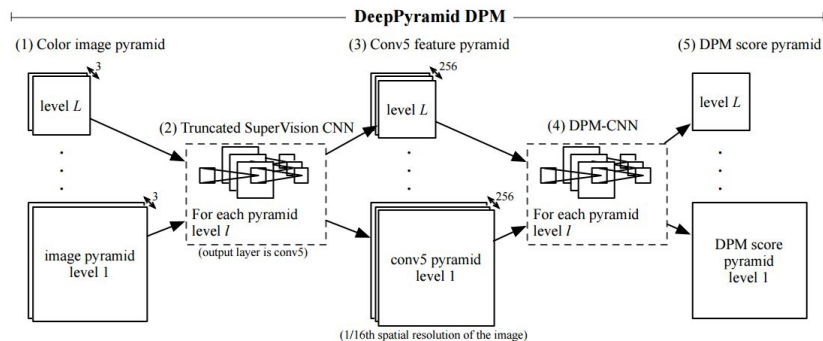 DeepPyramid DPM
(1) Color image pyramid
(3) Conv5 feature pyramid
(5) DPM score pyramid
3
level L
(2) Truncated SuperVision CNN
256
level L
(4) DPM-CNN
level L
3
image pyramid
level 1
For each pyramid
level l
(output layer is conv5)
256
conv5 pyramid
level 1
(1/16th spatial resolution of the image)
For each pyramid
level l
DPM score
pyramid
level 1